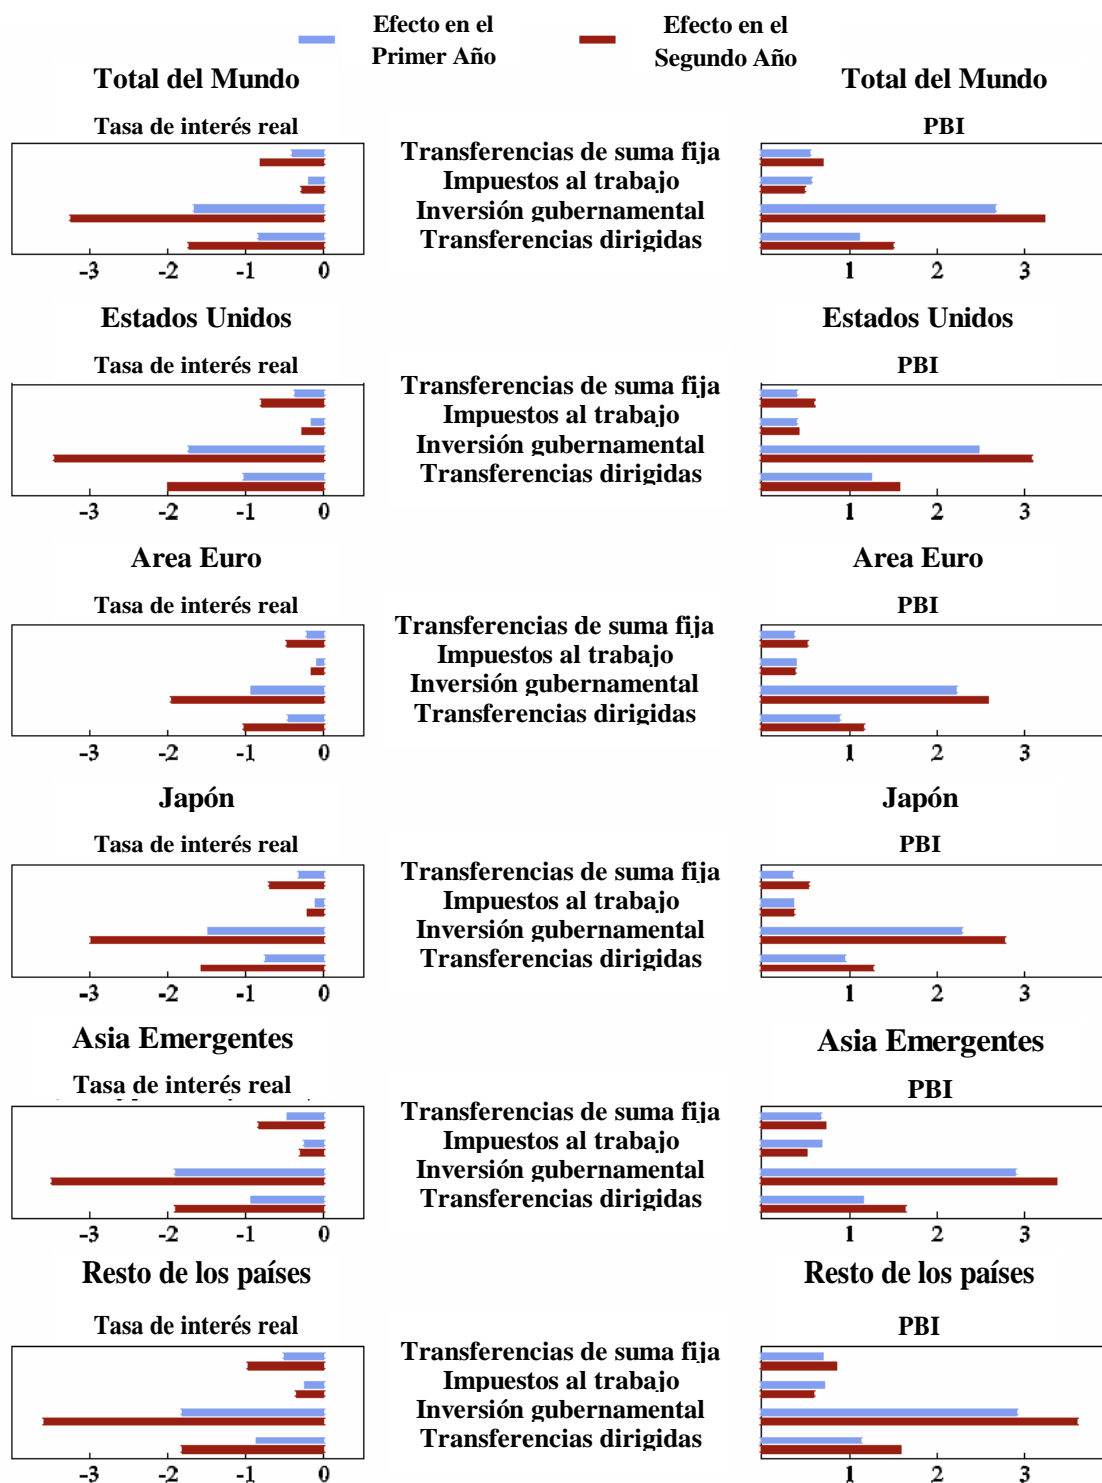 Efecto en el
Primer Año
Efecto en el
Segundo Año
Total del Mundo
Total del Mundo
Tasa de interés real
PBI
Transferencias de suma fija
Impuestos al trabajo
Inversión gubernamental
Transferencias dirigidas
-3 -2 -1 0
1 2 3
Estados Unidos
Estados Unidos
Tasa de interés real
PBI
Transferencias de suma fija
Impuestos al trabajo
Inversión gubernamental
Transferencias dirigidas
-3 -2 -1 0
1 2 3
Area Euro
Area Euro
Tasa de interés real
PBI
Transferencias de suma fija
Impuestos al trabajo
Inversión gubernamental
Transferencias dirigidas
-3 -2 -1 0
1 2 3
Japón
Japón
Tasa de interés real
PBI
Transferencias de suma fija
Impuestos al trabajo
Inversión gubernamental
Transferencias dirigidas
-3 -2 -1 0
1 2 3
Asia Emergentes
Asia Emergentes
Tasa de interés real
PBI
Transferencias de suma fija
Impuestos al trabajo
Inversión gubernamental
Transferencias dirigidas
-3 -2 -1 0
1 2 3
Resto de los países
Resto de los países
Tasa de interés real
PBI
Transferencias de suma fija
Impuestos al trabajo
Inversión gubernamental
Transferencias dirigidas
-3 -2 -1 0
1 2 3